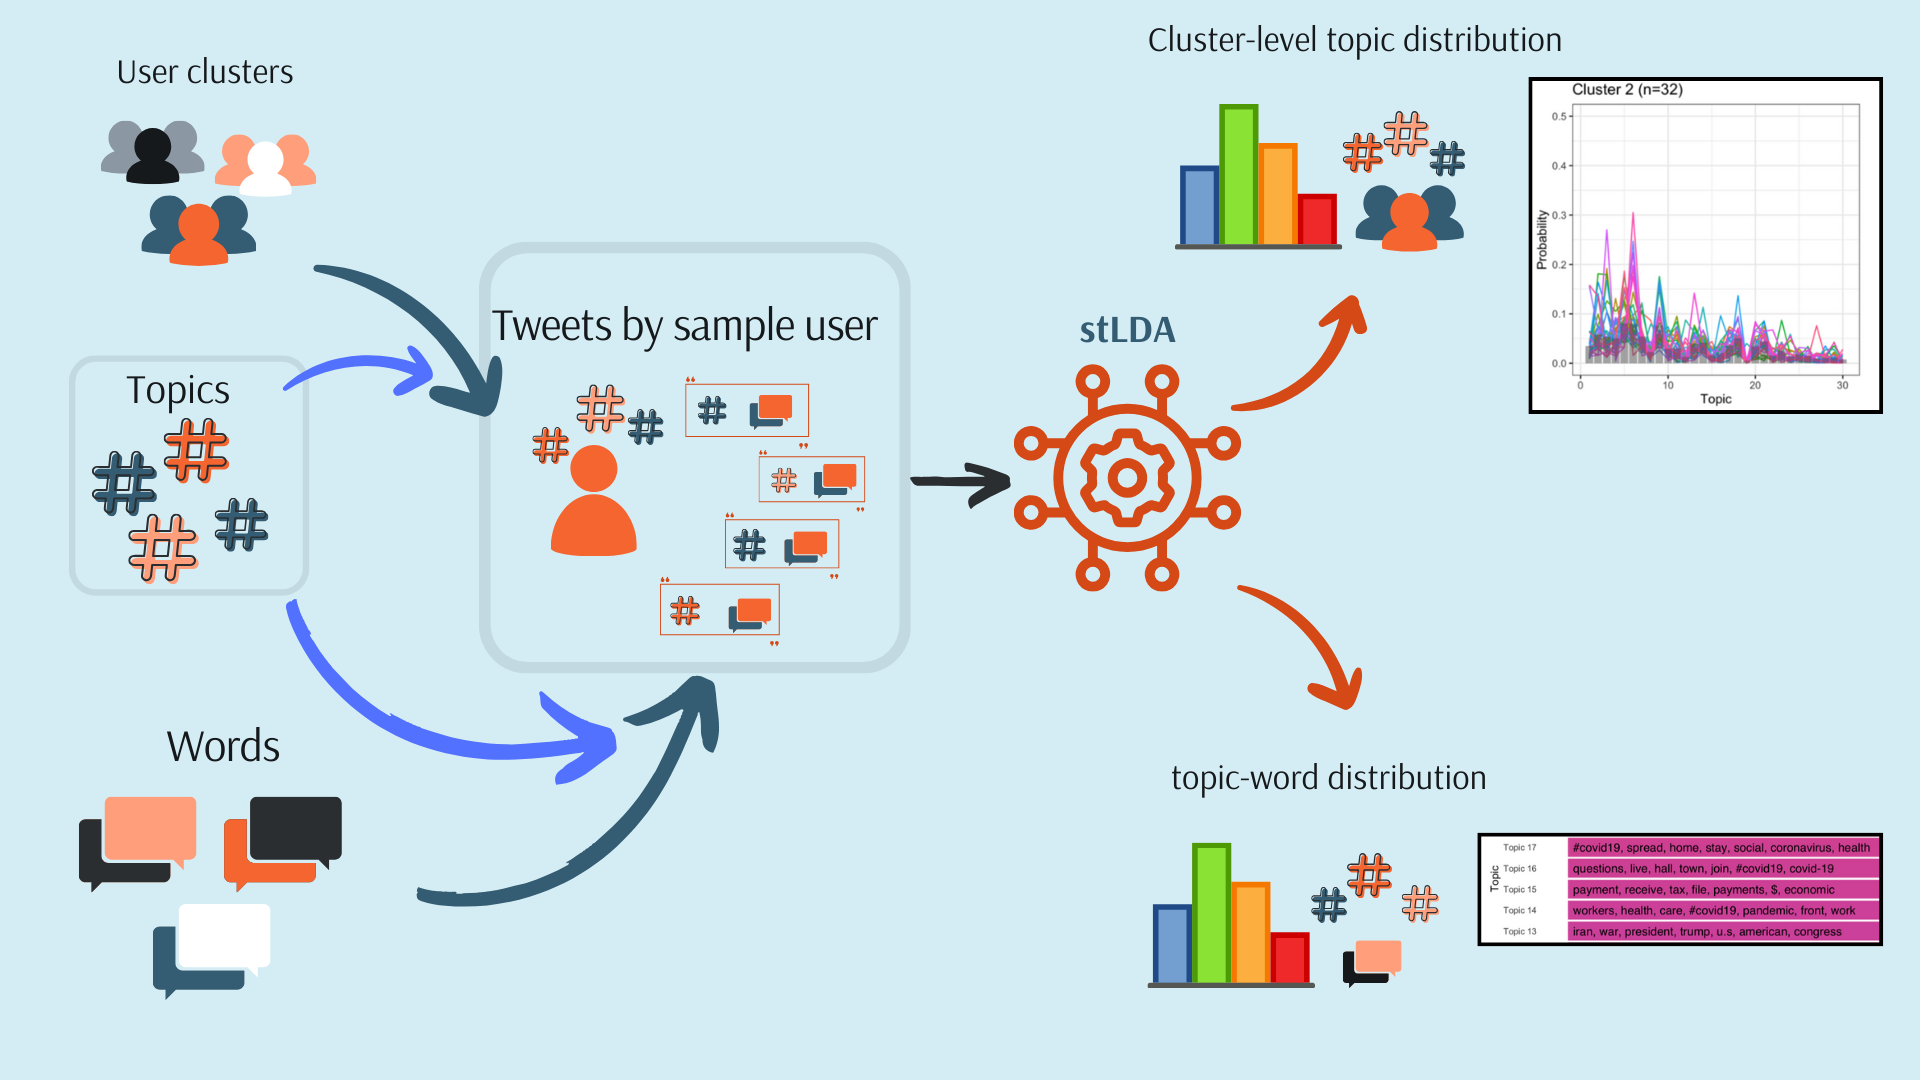 User clusters
Topics
Words
Tweets by sample user
stLDA
Cluster-level topic distribution
Cluster 2 (n=32)
Probability
0.5
0.4
0.3
0.2
0.1
0.0
0 10 20 30
Topic
topic-word distribution
Topic
Topic 17 #covid19, spread, home, stay, social, coronavirus, health
Topic 16 questions, live, hall, town, join, #covid19, covid-19
Topic 15 payment, receive, tax, file, payments, $, economic
Topic 14 workers, health, care, #covid19, pandemic, front, work
Topic 13 iran, war, president, trump, u.s, american, congress